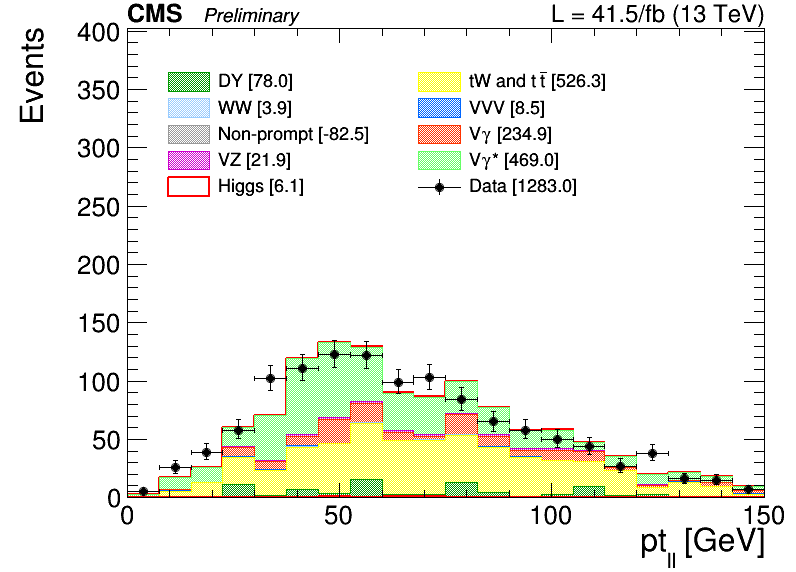 CMS Preliminary L = 41.5/fb (13 TeV)
Events
400
350
300
250
200
150
100
50
0
DY [78.0]
WW [3.9]
Non-prompt [-82.5]
VZ [21.9]
Higgs [6.1]
tW and tt̄ [526.3]
VVV [8.5]
Vγ [234.9]
Vγ* [469.0]
Data [1283.0]
0 50 100 150
pt_ll [GeV]